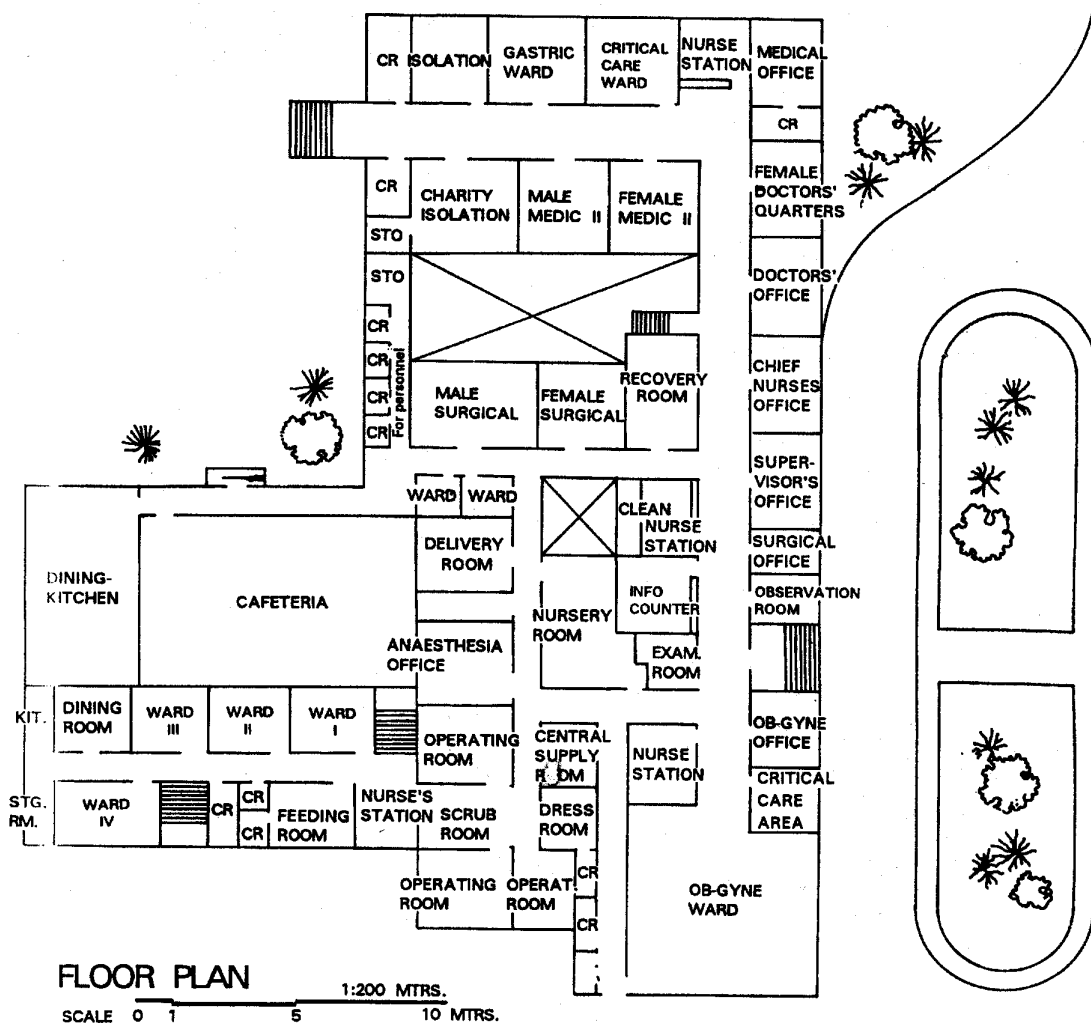 CR
ISOLATION
GASTRIC
WARD
CRITICAL
CARE
WARD
NURSE
STATION
MEDICAL
OFFICE
CR
CR
CHARITY
ISOLATION
MALE
MEDIC II
FEMALE
MEDIC II
FEMALE
DOCTORS'
QUARTERS
STO
STO
DOCTORS'
OFFICE
CR
CR
CR
CR
For personnel
MALE
SURGICAL
FEMALE
SURGICAL
RECOVERY
ROOM
CHIEF
NURSES
OFFICE
SUPER-
VISOR'S
OFFICE
WARD
WARD
CLEAN
NURSE
STATION
DELIVERY
ROOM
SURGICAL
OFFICE
DINING-
KITCHEN
CAFETERIA
NURSERY
ROOM
INFO
COUNTER
OBSERVATION
ROOM
ANAESTHESIA
OFFICE
EXAM.
ROOM
KIT.
DINING
ROOM
WARD
III
WARD
II
WARD
I
OPERATING
ROOM
CENTRAL
SUPPLY
ROOM
NURSE
STATION
OB-GYNE
OFFICE
STG.
RM.
WARD
IV
CR
CR
CR
FEEDING
ROOM
NURSE'S
STATION
SCRUB
ROOM
DRESS
ROOM
CRITICAL
CARE
AREA
OPERATING
ROOM
OPERAT.
ROOM
CR
CR
OB-GYNE
WARD
FLOOR PLAN
1:200 MTRS.
SCALE 0 1 5 10 MTRS.